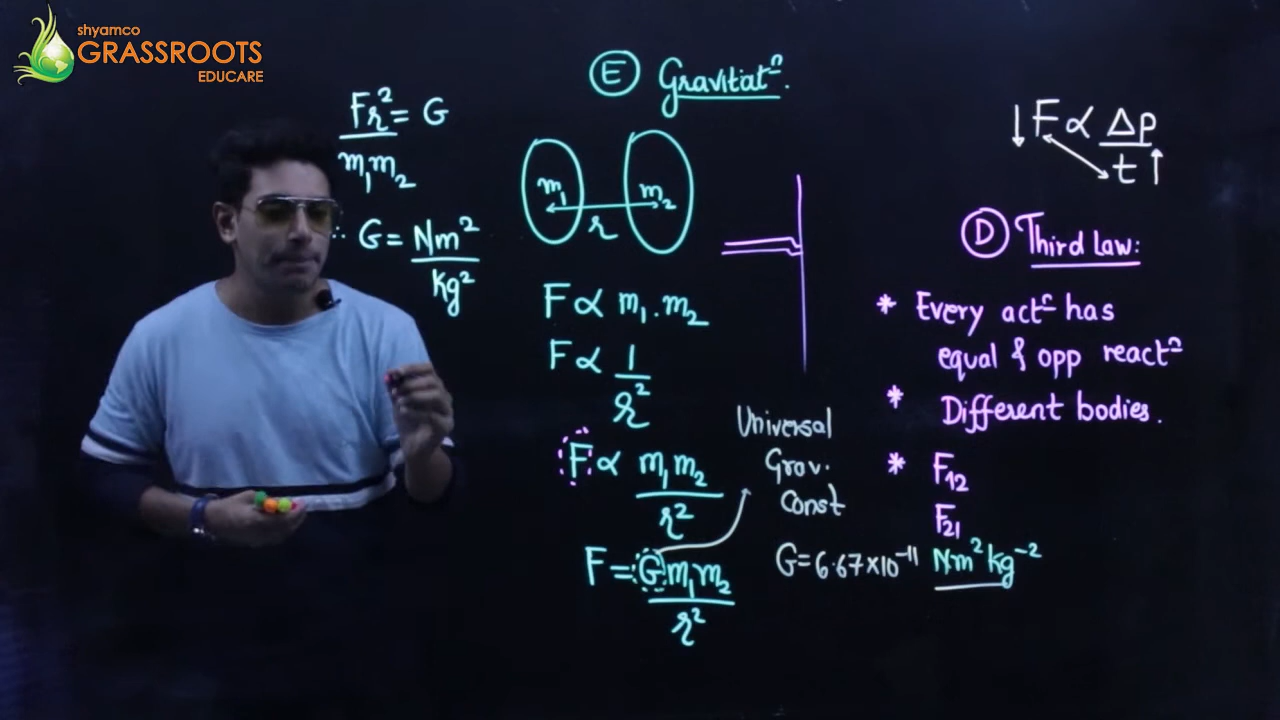 shyamco
GRASSROOTS
EDUCARE
Fr² = G
m₁m₂
∴ G = Nm²
kg²
E Gravitatⁿ.
m₁ m₂
r
F ∝ m₁.m₂
F ∝ 1
r²
F ∝ m₁m₂
r²
F = Gm₁m₂
r²
Universal
Grav.
Const
G = 6.67×10⁻¹¹ Nm²kg⁻²
↓F ∝ Δp
t↑
D Third Law:
* Every actⁿ has
equal & opp reactⁿ
* Different bodies.
* F₁₂
F₂₁